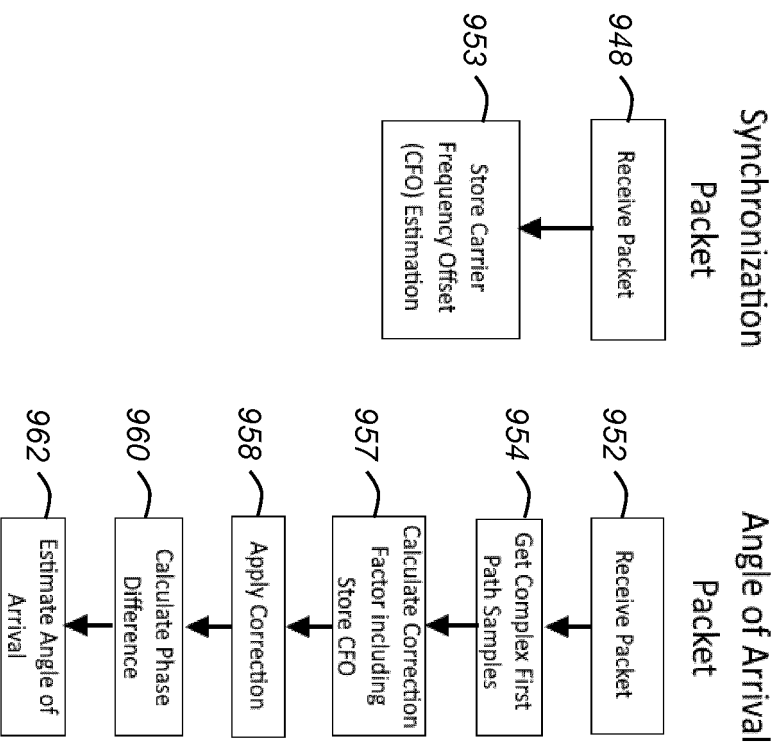 Synchronization
Packet
948
Receive Packet
953
Store Carrier
Frequency Offset
(CFO) Estimation
Angle of Arrival
Packet
952
Receive Packet
954
Get Complex First
Path Samples
957
Calculate Correction
Factor including
Store CFO
958
Apply Correction
960
Calculate Phase
Difference
962
Estimate Angle of
Arrival